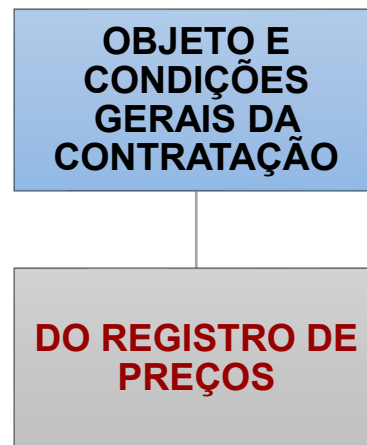 OBJETO E
CONDIÇÕES
GERAIS DA
CONTRATAÇÃO
DO REGISTRO DE
PREÇOS